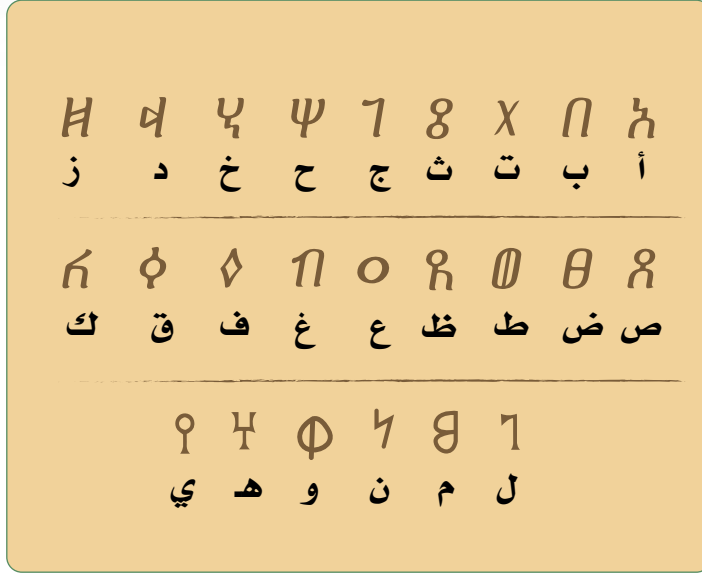 𐩱 𐩨 𐩩 𐩻 𐩴 𐩢 𐩭 𐩵 𐩹
أ ب ت ث ج ح خ د ز
𐩮 𐩳 𐩷 𐩼 𐩲 𐩶 𐩰 𐩤 𐩫
ص ض ط ظ ع غ ف ق ك
𐩡 𐩣 𐩬 𐩥 𐩠 𐩺
ل م ن و هـ ي